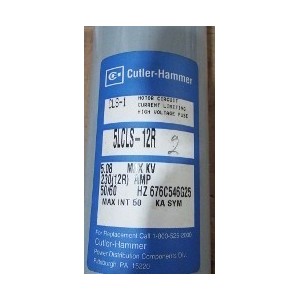 Cutler-Hammer
CLS-1
MOTOR CIRCUIT
CURRENT LIMITING
HIGH VOLTAGE FUSE
5LCLS-12R
2
5.08 MAX KV
230(12R) AMP
50/60 HZ 676C546G25
MAX INT 50 KA SYM
For Replacement Call 1-800-525-2000
Cutler-Hammer
Power Distribution Components Div.
Pittsburgh, PA. 15220